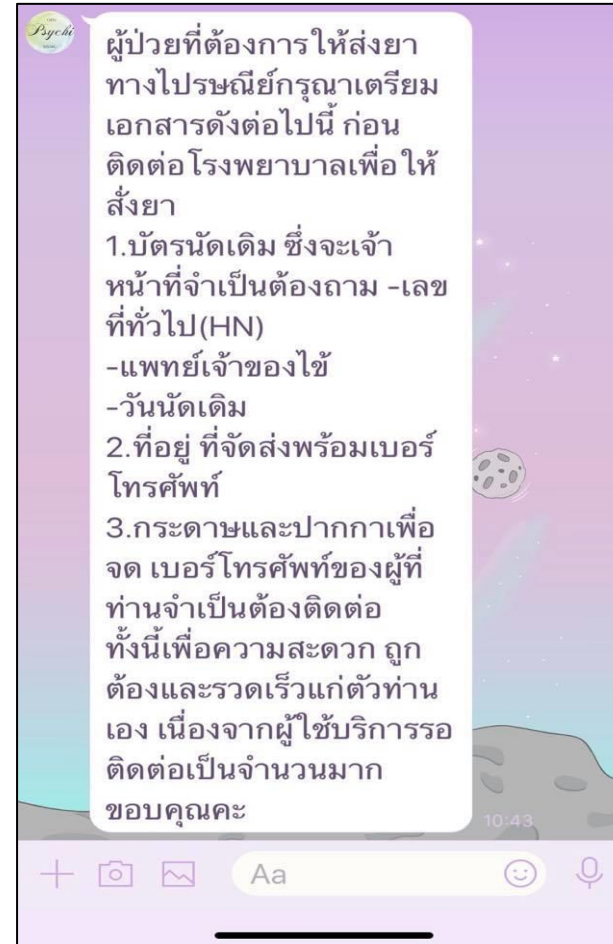 Psychi
ผู้ป่วยที่ต้องการให้ส่งยา
ทางไปรษณีย์กรุณาเตรียม
เอกสารดังต่อไปนี้ ก่อน
ติดต่อโรงพยาบาลเพื่อให้
สั่งยา
1.บัตรนัดเดิม ซึ่งจะเจ้า
หน้าที่จำเป็นต้องถาม -เลข
ที่ทั่วไป(HN)
-แพทย์เจ้าของไข้
-วันนัดเดิม
2.ที่อยู่ ที่จัดส่งพร้อมเบอร์
โทรศัพท์
3.กระดาษและปากกาเพื่อ
จด เบอร์โทรศัพท์ของผู้ที่
ท่านจำเป็นต้องติดต่อ
ทั้งนี้เพื่อความสะดวก ถูก
ต้องและรวดเร็วแก่ตัวท่าน
เอง เนื่องจากผู้ใช้บริการรอ
ติดต่อเป็นจำนวนมาก
ขอบคุณคะ
10:43
Aa